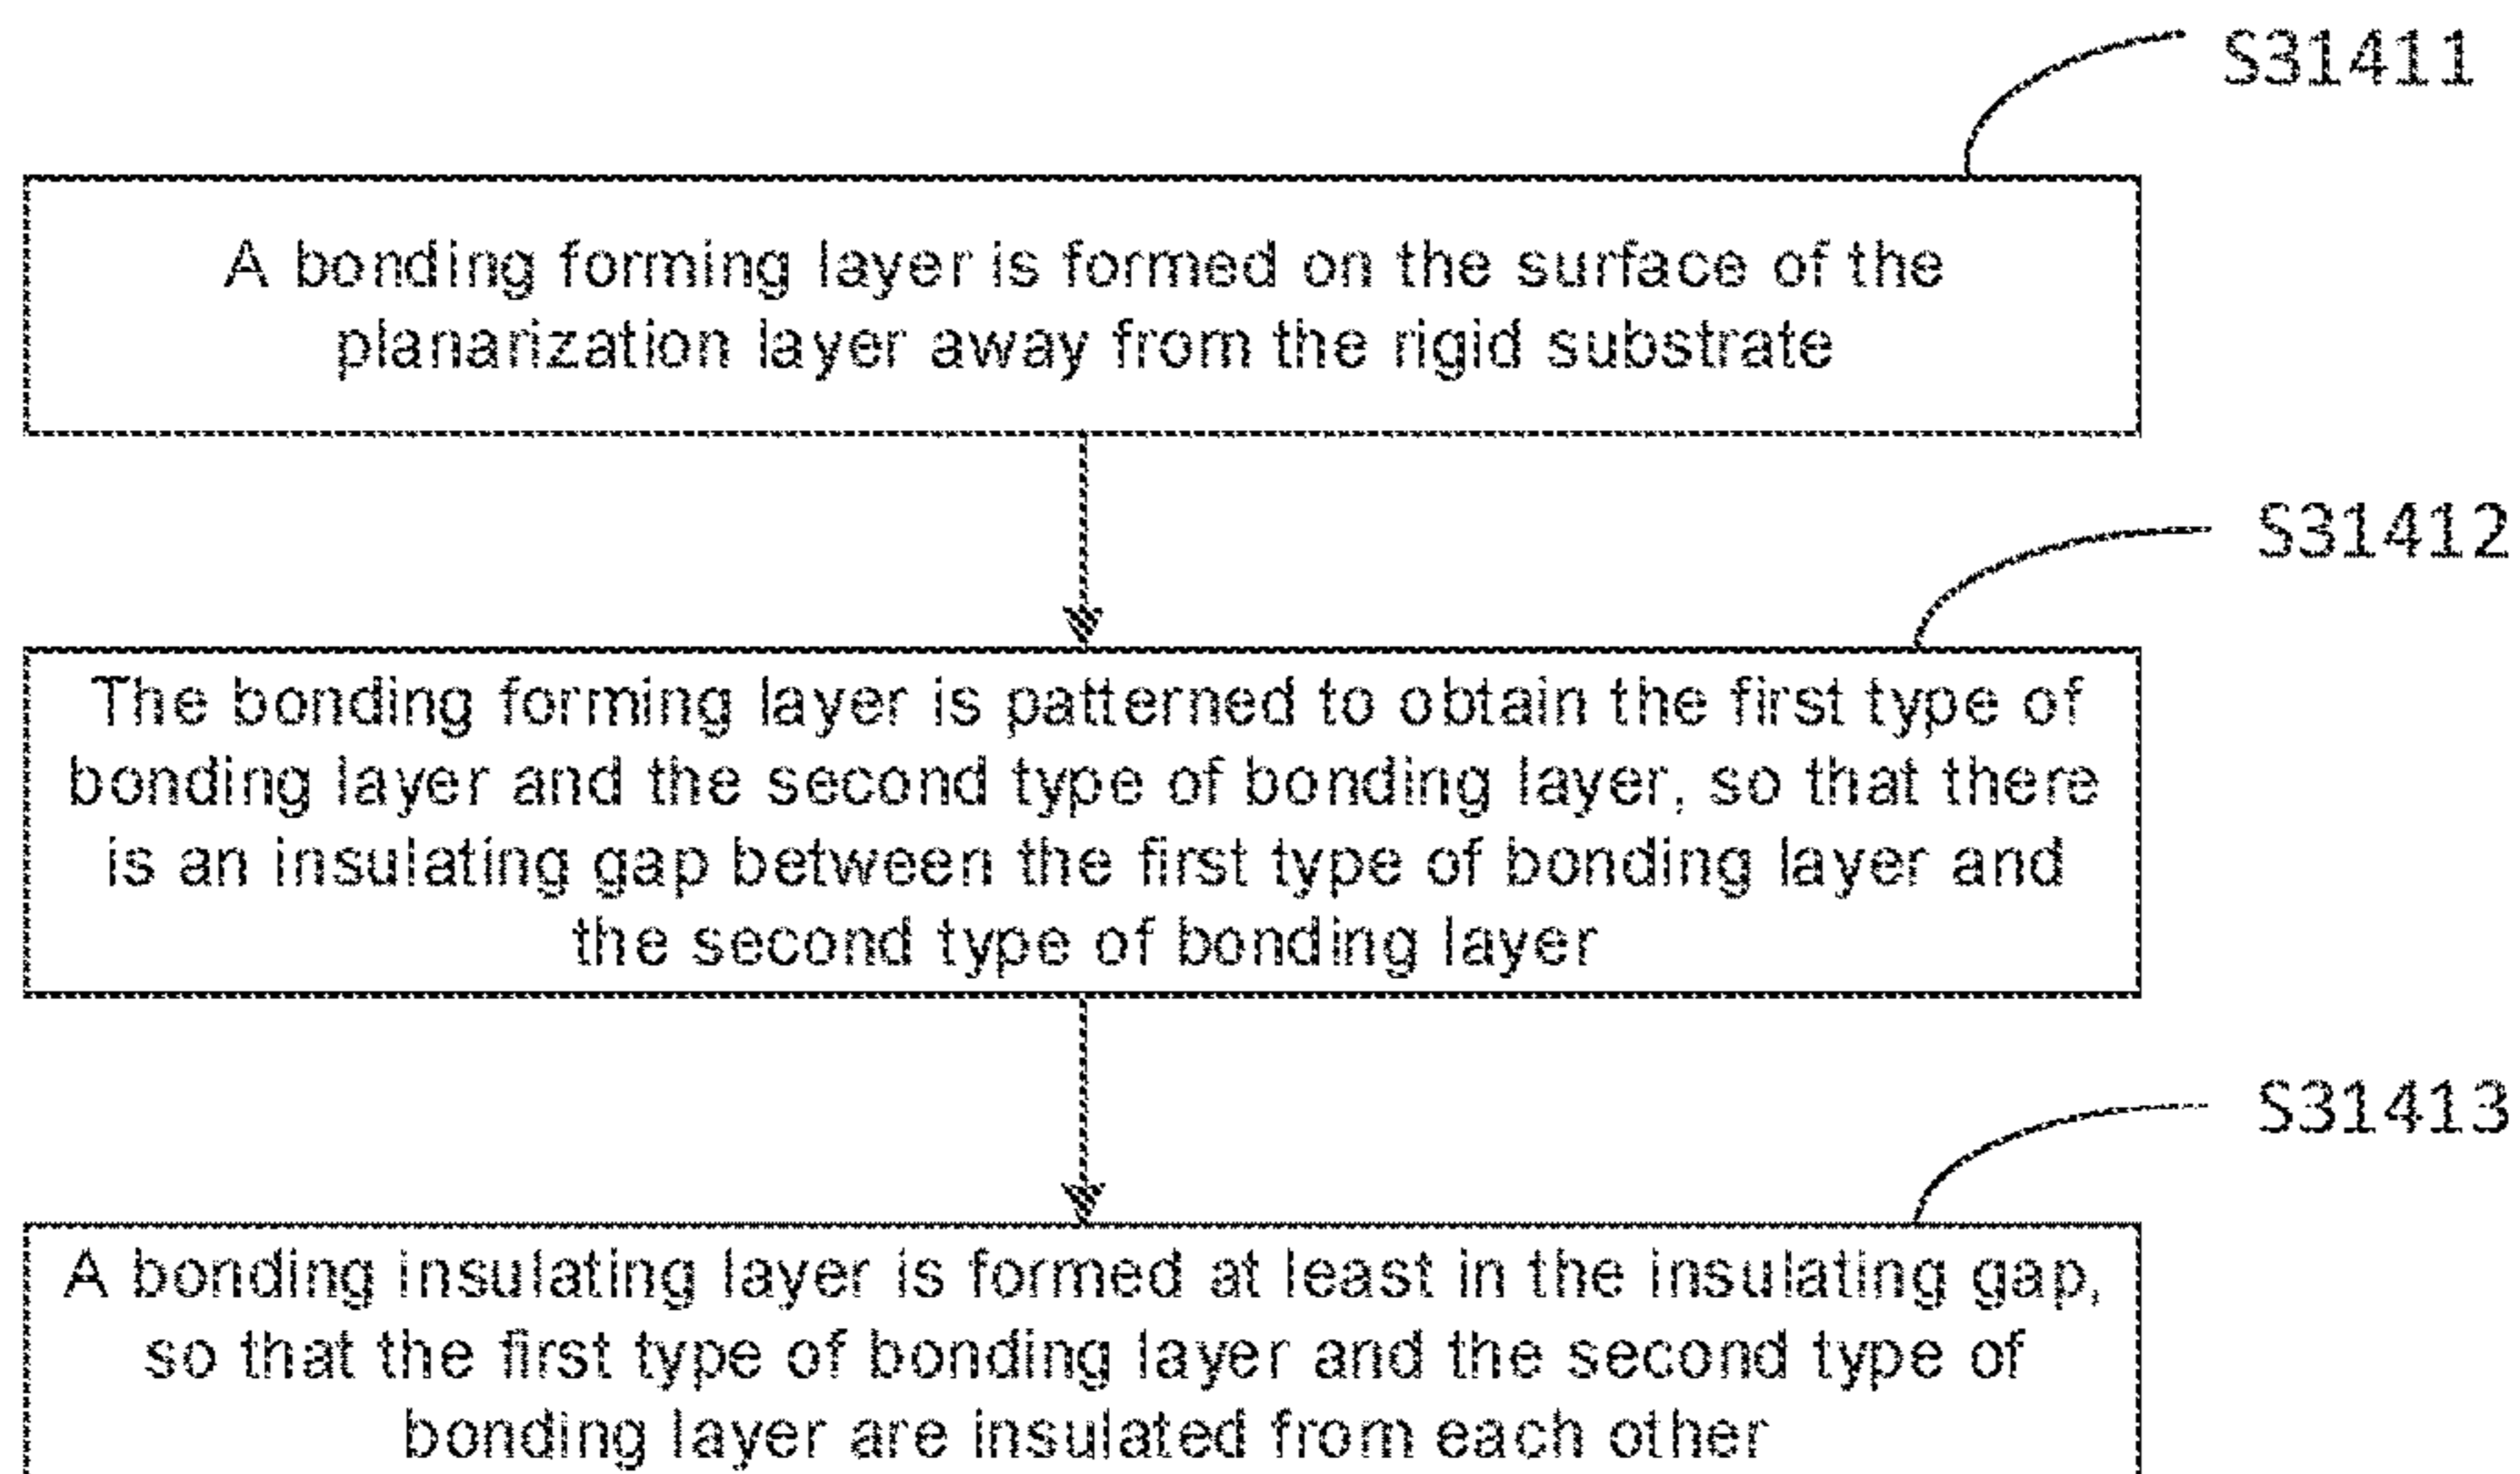 S31411
A bonding forming layer is formed on the surface of the
planarization layer away from the rigid substrate
S31412
The bonding forming layer is patterned to obtain the first type of
bonding layer and the second type of bonding layer, so that there
is an insulating gap between the first type of bonding layer and
the second type of bonding layer
S31413
A bonding insulating layer is formed at least in the insulating gap,
so that the first type of bonding layer and the second type of
bonding layer are insulated from each other